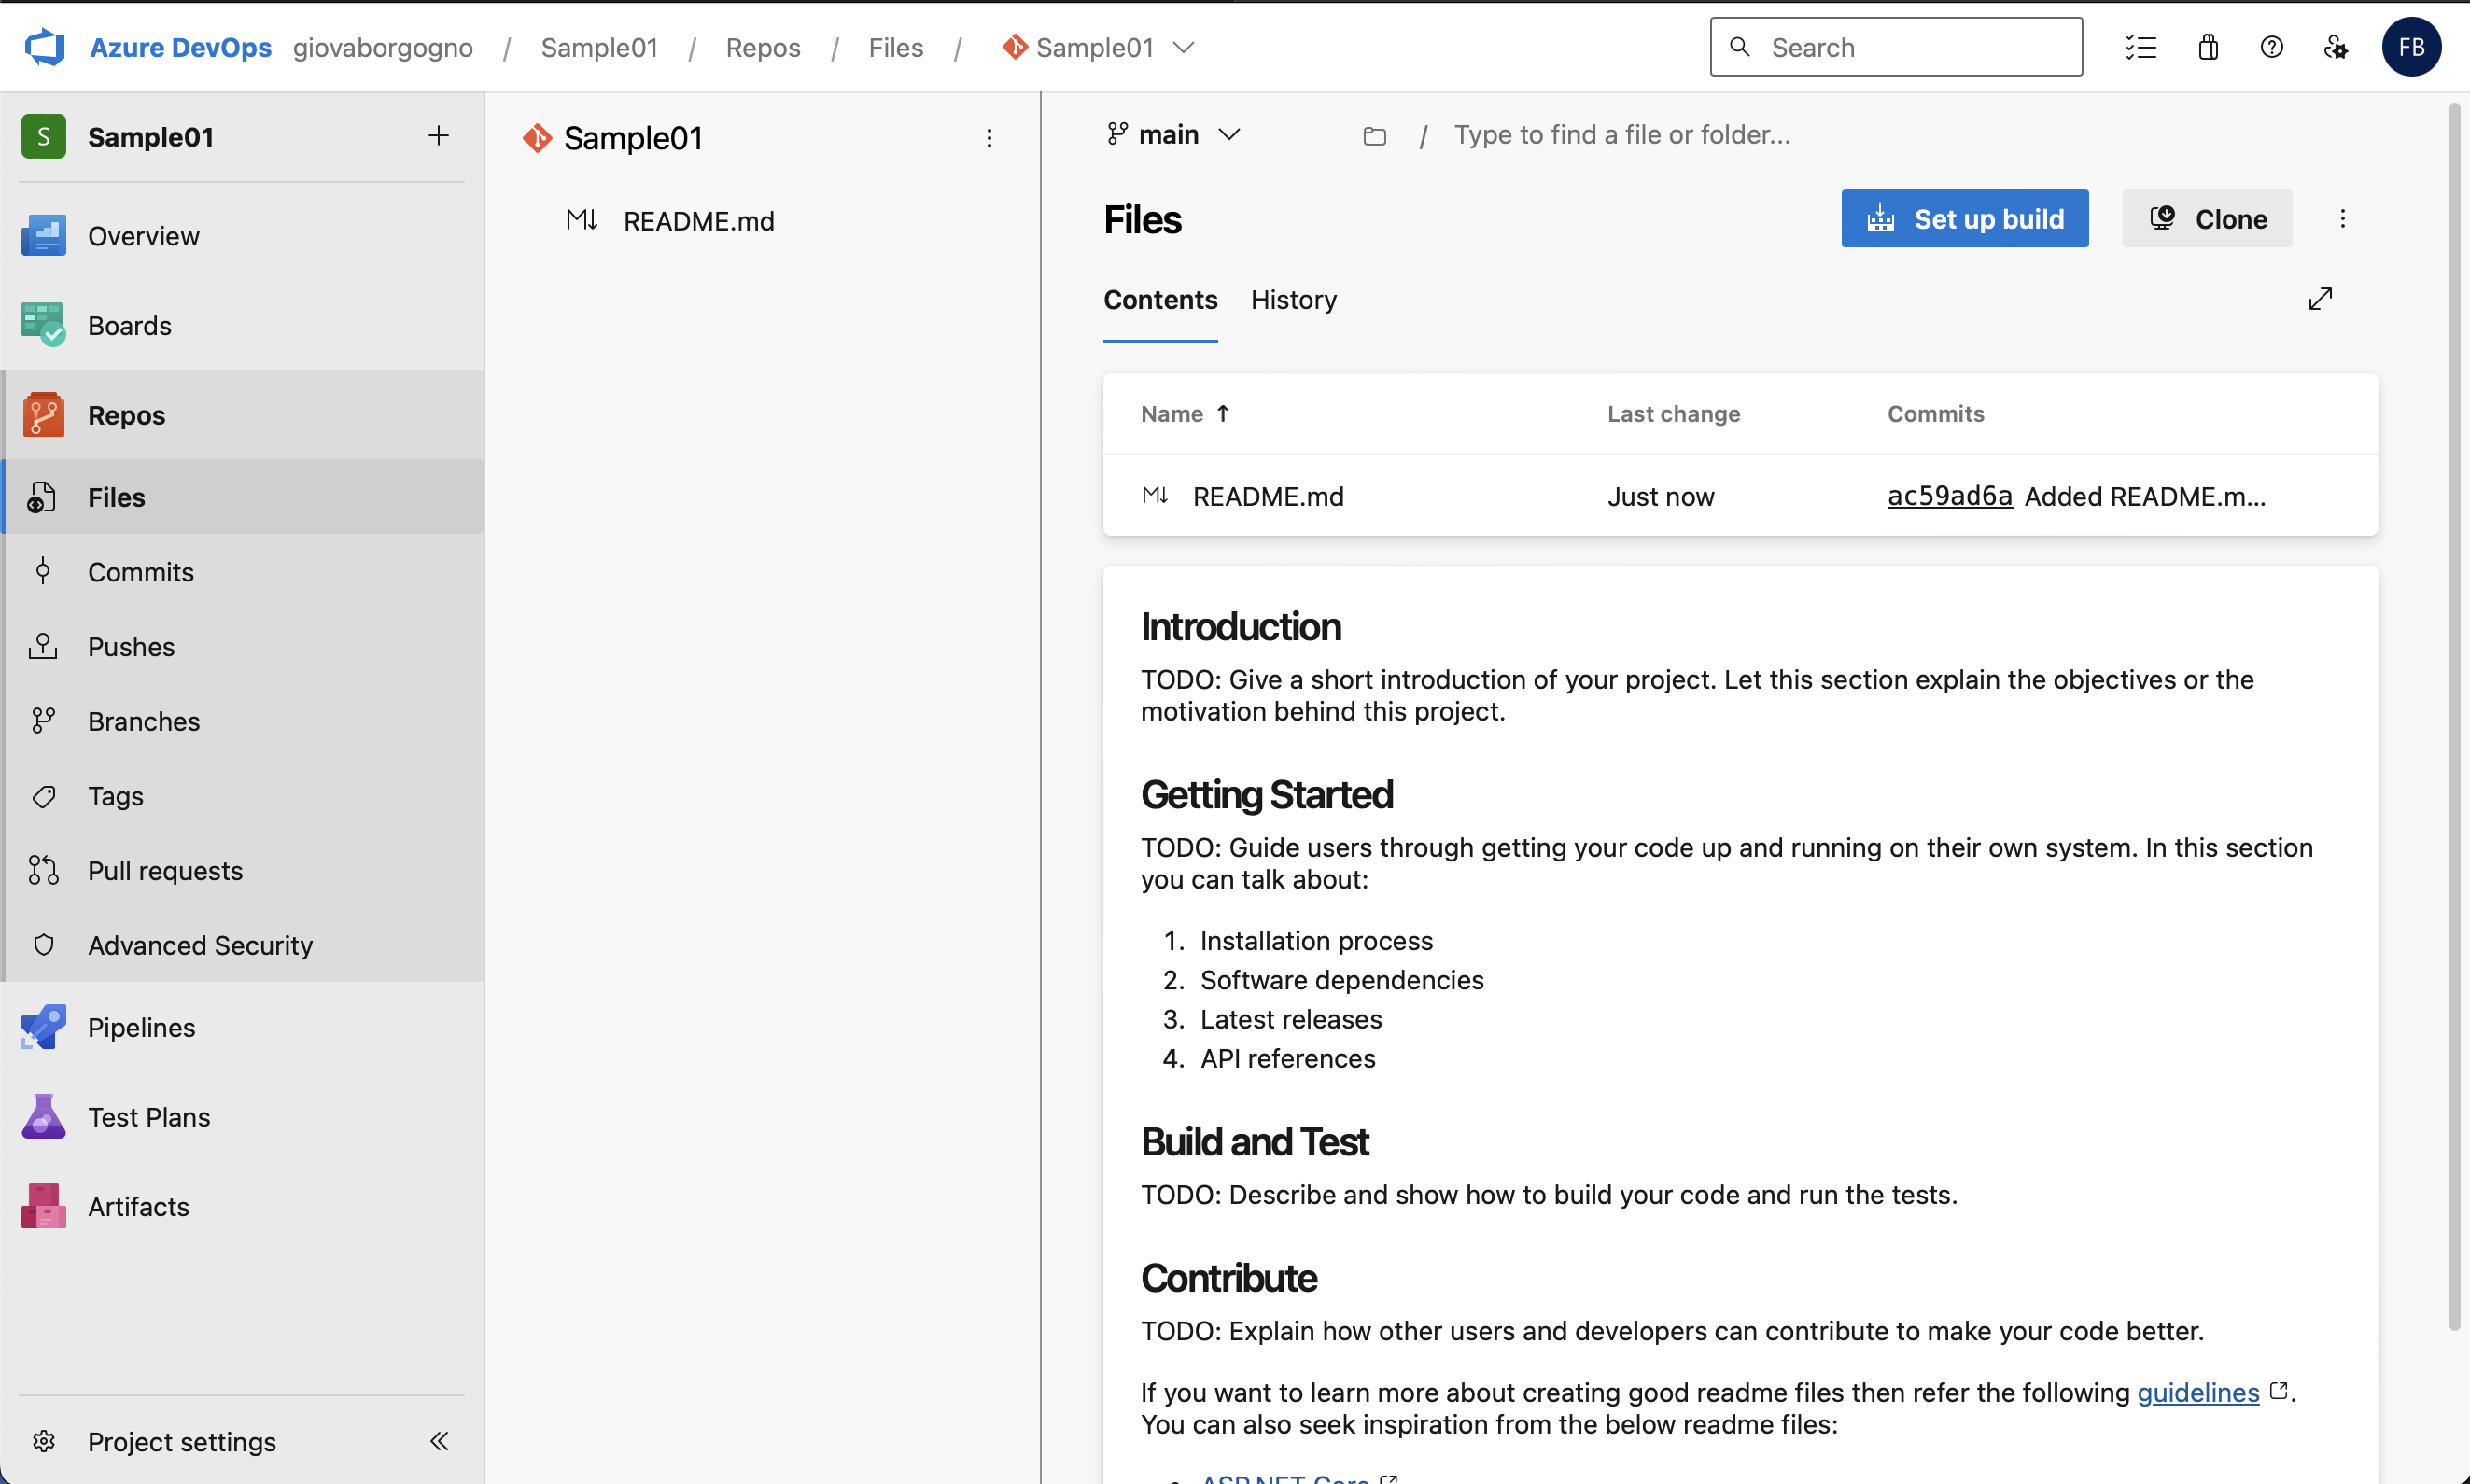 Azure DevOps giovaborgogno / Sample01 / Repos / Files / Sample01
Search
FB
S Sample01
Overview
Boards
Repos
Files
Commits
Pushes
Branches
Tags
Pull requests
Advanced Security
Pipelines
Test Plans
Artifacts
Project settings
Sample01
README.md
main / Type to find a file or folder...
Files
Set up build
Clone
Contents History
Name Last change Commits
README.md Just now ac59ad6a Added README.m...
Introduction
TODO: Give a short introduction of your project. Let this section explain the objectives or the
motivation behind this project.
Getting Started
TODO: Guide users through getting your code up and running on their own system. In this section
you can talk about:
1. Installation process
2. Software dependencies
3. Latest releases
4. API references
Build and Test
TODO: Describe and show how to build your code and run the tests.
Contribute
TODO: Explain how other users and developers can contribute to make your code better.
If you want to learn more about creating good readme files then refer the following guidelines.
You can also seek inspiration from the below readme files:
ASP.NET Core